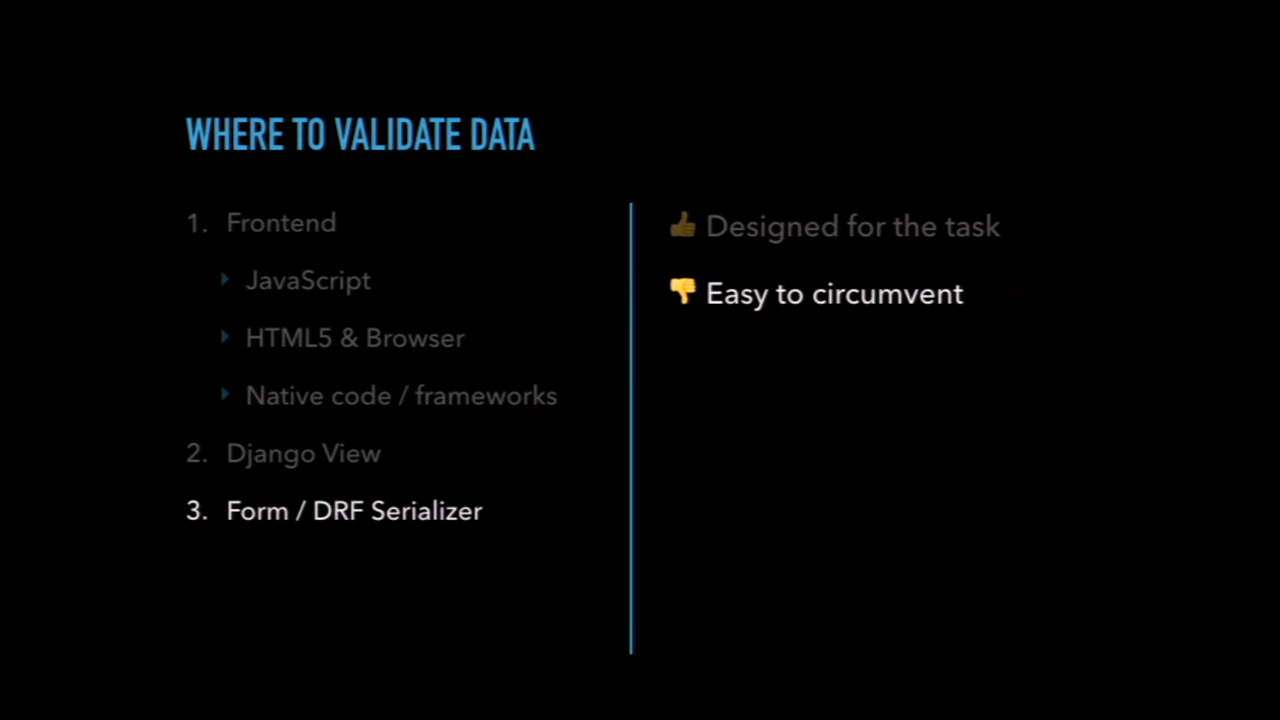 WHERE TO VALIDATE DATA
1. Frontend
JavaScript
HTML5 & Browser
Native code / frameworks
2. Django View
3. Form / DRF Serializer
👍 Designed for the task
👎 Easy to circumvent